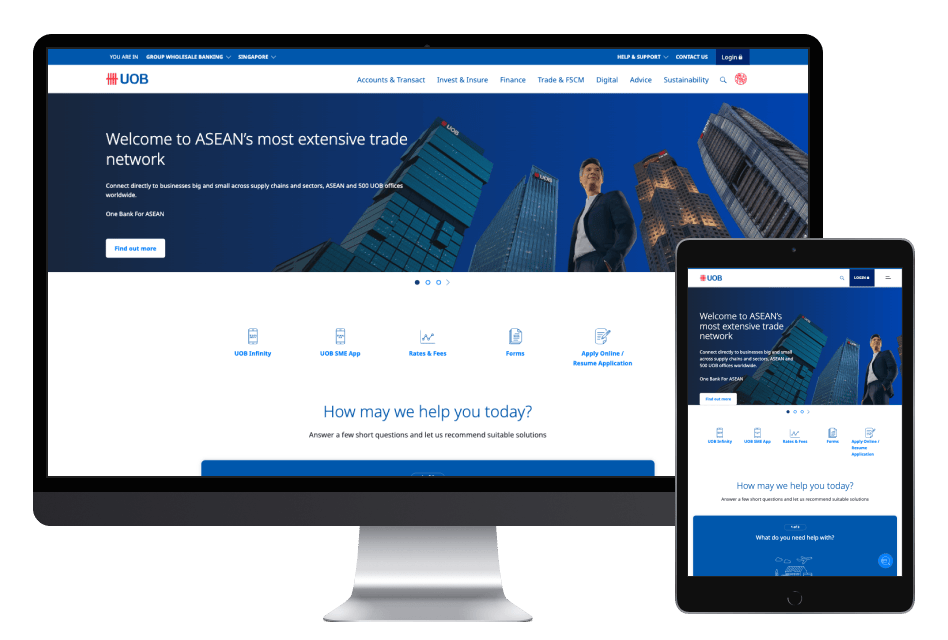 YOU ARE IN GROUP WHOLESALE BANKING SINGAPORE HELP & SUPPORT CONTACT US Login
UOB Accounts & Transact Invest & Insure Finance Trade & FSCM Digital Advice Sustainability
Welcome to ASEAN's most extensive trade
network
Connect directly to businesses big and small across supply chains and sectors, ASEAN and 500 UOB offices
worldwide.
One Bank For ASEAN
Find out more
UOB
UOB
UOB Infinity UOB SME App Rates & Fees Forms Apply Online /
Resume Application
How may we help you today?
Answer a few short questions and let us recommend suitable solutions
UOB LOGIN
Welcome to ASEAN's
most extensive trade
network
Connect directly to businesses big and small
across supply chains and sectors, ASEAN and
500 UOB offices worldwide.
One Bank For ASEAN
Find out more
UOB Infinity UOB SME App Rates & Fees Forms Apply Online /
Resume
Application
How may we help you today?
Answer a few short questions and let us recommend suitable solutions
What do you need help with?